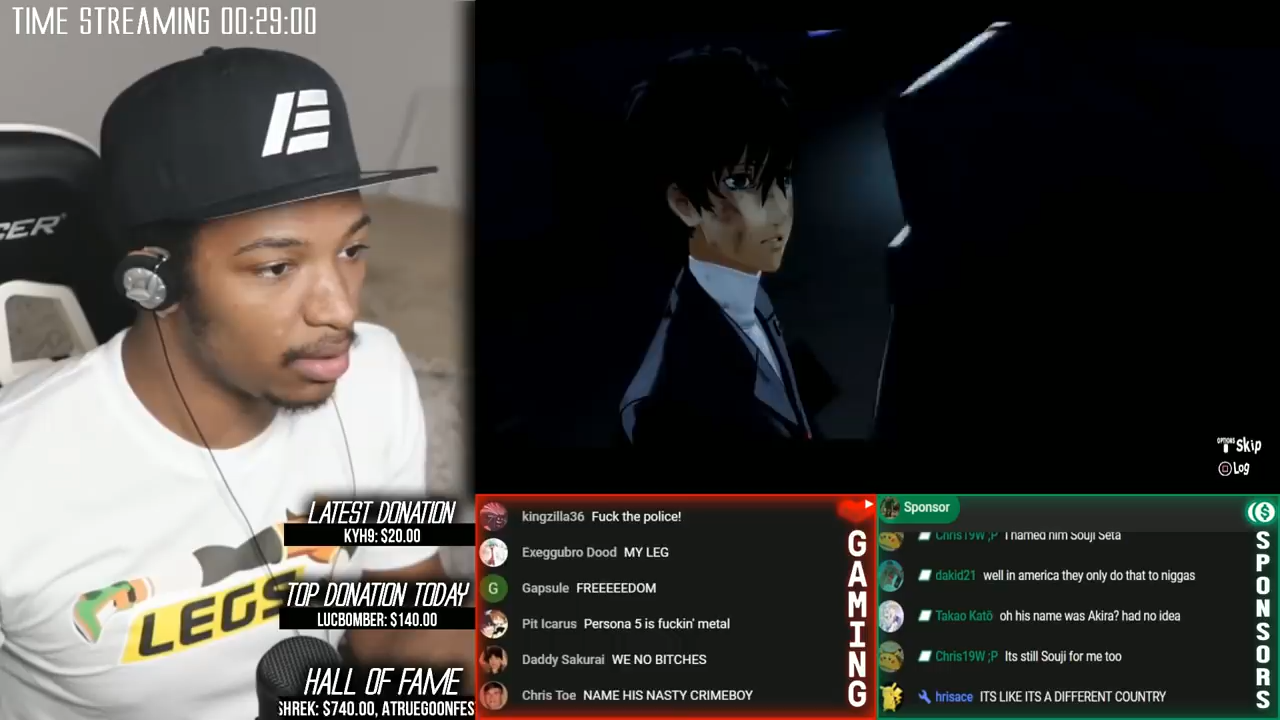 TIME STREAMING 00:29:00
CER
LEGS
LATEST DONATION
KYH9: $20.00
TOP DONATION TODAY
LUCBOMBER: $140.00
HALL OF FAME
SHREK: $740.00, ATRUEGOONFES
OPTIONS Skip
Log
kingzilla36 Fuck the police!
Exeggubro Dood MY LEG
G Gapsule FREEEEEDOM
Pit Icarus Persona 5 is fuckin' metal
Daddy Sakurai WE NO BITCHES
Chris Toe NAME HIS NASTY CRIMEBOY
GAMING
Sponsor
Chris19W ;P I named him Souji Seta
dakid21 well in america they only do that to niggas
Takao Katō oh his name was Akira? had no idea
Chris19W ;P Its still Souji for me too
hrisace ITS LIKE ITS A DIFFERENT COUNTRY
SPONSORS